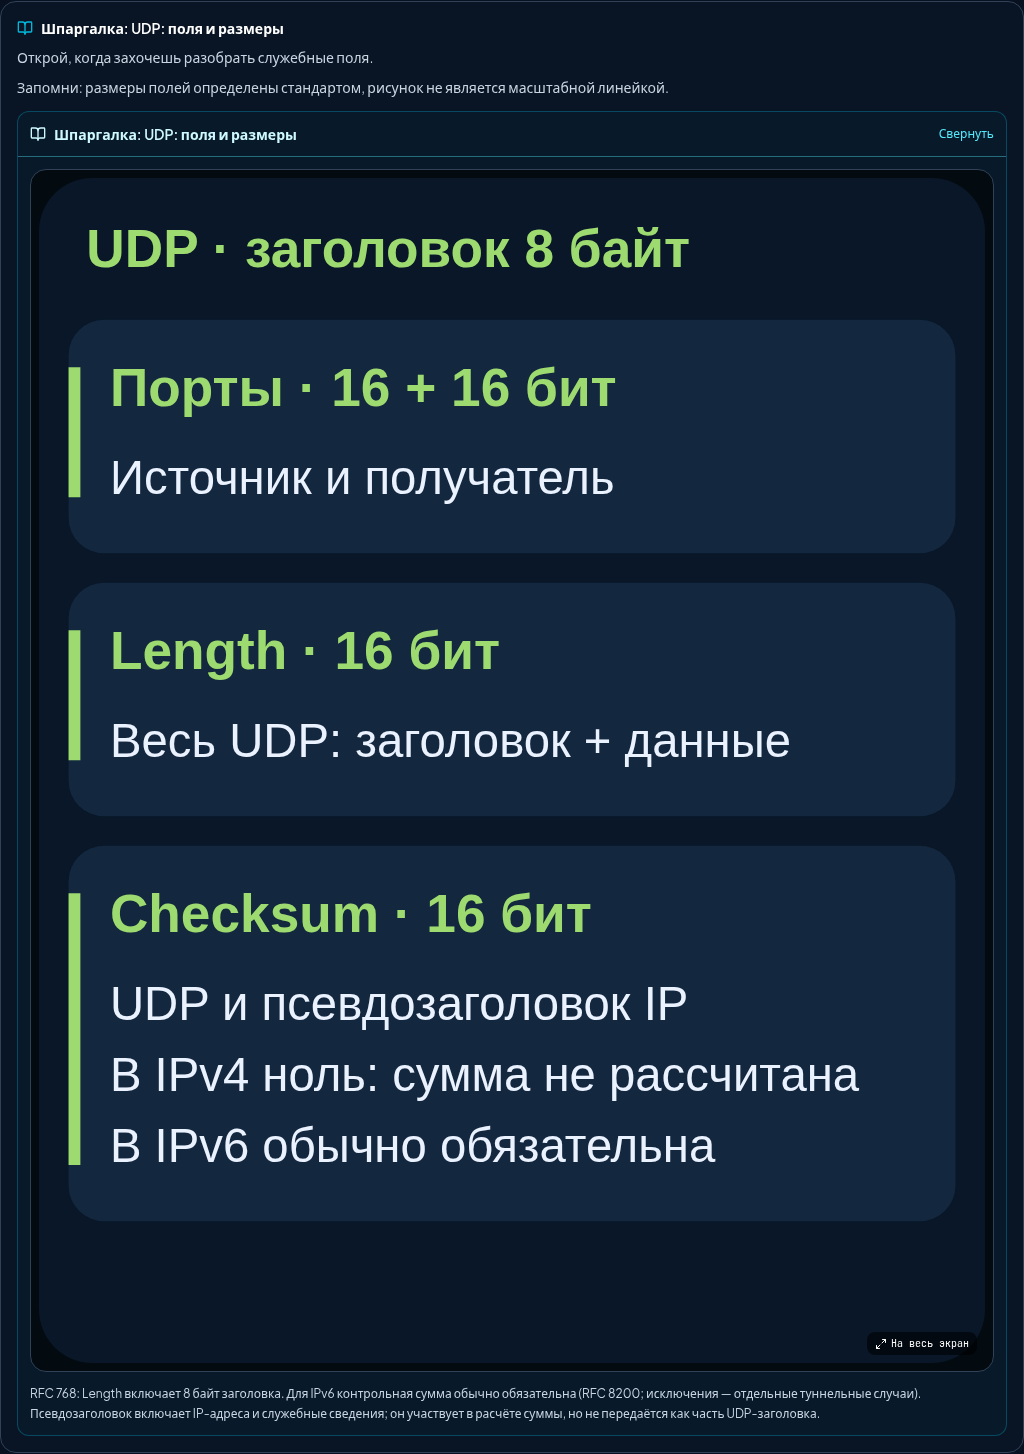 Шпаргалка: UDP: поля и размеры
Открой, когда захочешь разобрать служебные поля.
Запомни: размеры полей определены стандартом, рисунок не является масштабной линейкой.
Шпаргалка: UDP: поля и размеры
Свернуть
UDP · заголовок 8 байт
Порты · 16 + 16 бит
Источник и получатель
Length · 16 бит
Весь UDP: заголовок + данные
Checksum · 16 бит
UDP и псевдозаголовок IP
В IPv4 ноль: сумма не рассчитана
В IPv6 обычно обязательна
На весь экран
RFC 768: Length включает 8 байт заголовка. Для IPv6 контрольная сумма обычно обязательна (RFC 8200; исключения — отдельные туннельные случаи).
Псевдозаголовок включает IP-адреса и служебные сведения; он участвует в расчёте суммы, но не передаётся как часть UDP-заголовка.